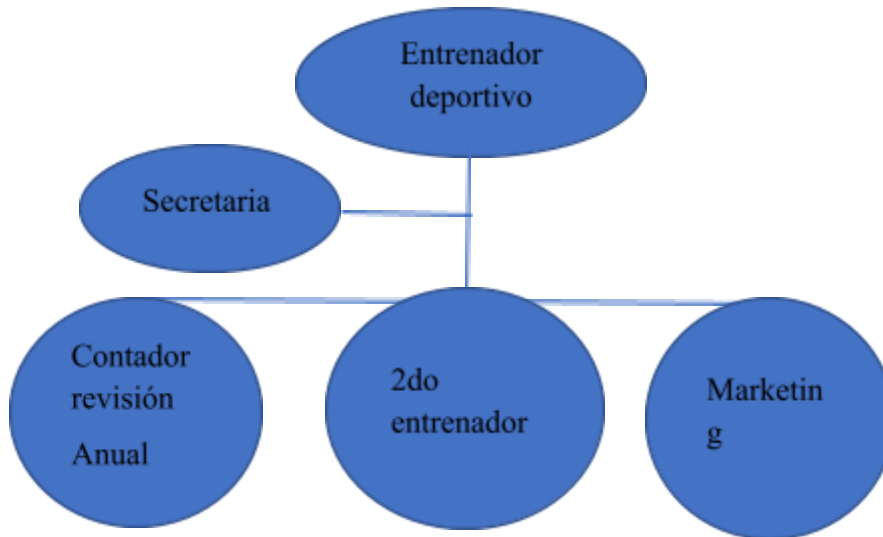 Entrenador
deportivo
Secretaria
Contador
revisión
Anual
2do
entrenador
Marketin
g